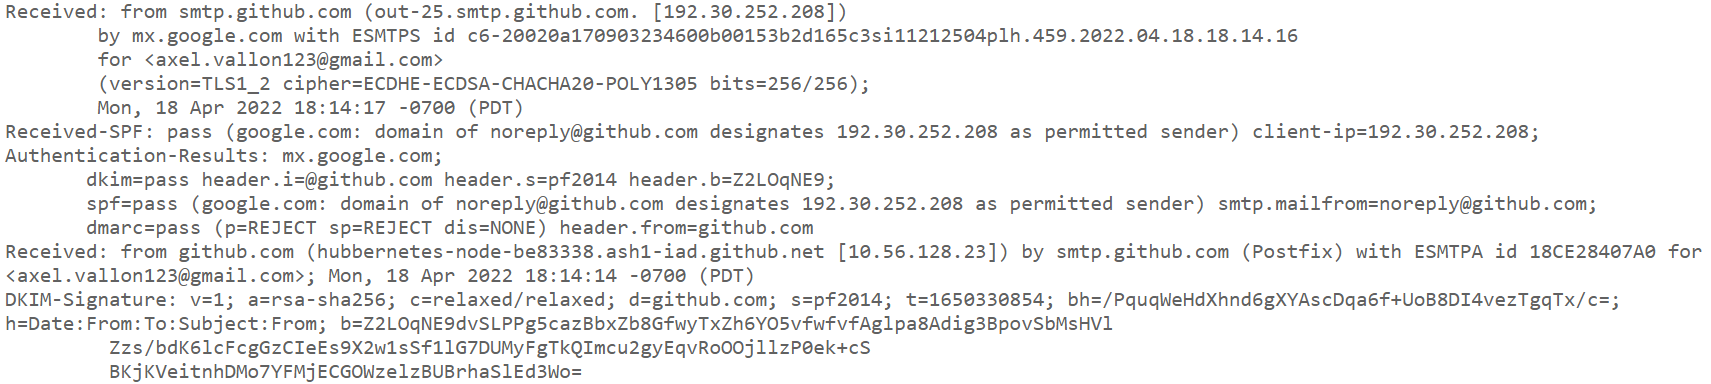 Received: from smtp.github.com (out-25.smtp.github.com. [192.30.252.208])
by mx.google.com with ESMTPS id c6-20020a170903234600b00153b2d165c3si11212504plh.459.2022.04.18.18.14.16
for <axel.vallon123@gmail.com>
(version=TLS1_2 cipher=ECDHE-ECDSA-CHACHA20-POLY1305 bits=256/256);
Mon, 18 Apr 2022 18:14:17 -0700 (PDT)
Received-SPF: pass (google.com: domain of noreply@github.com designates 192.30.252.208 as permitted sender) client-ip=192.30.252.208;
Authentication-Results: mx.google.com;
dkim=pass header.i=@github.com header.s=pf2014 header.b=Z2LOqNE9;
spf=pass (google.com: domain of noreply@github.com designates 192.30.252.208 as permitted sender) smtp.mailfrom=noreply@github.com;
dmarc=pass (p=REJECT sp=REJECT dis=NONE) header.from=github.com
Received: from github.com (hubbernetes-node-be83338.ash1-iad.github.net [10.56.128.23]) by smtp.github.com (Postfix) with ESMTPA id 18CE28407A0 for
<axel.vallon123@gmail.com>; Mon, 18 Apr 2022 18:14:14 -0700 (PDT)
DKIM-Signature: v=1; a=rsa-sha256; c=relaxed/relaxed; d=github.com; s=pf2014; t=1650330854; bh=/PquqWeHdXhnd6gXYAscDqa6f+UoB8DI4vezTgqTx/c=;
h=Date:From:To:Subject:From; b=Z2LOqNE9dvSLPPg5cazBbxZb8GfwyTxZh6YO5vfwfvfAglpa8Adig3BpovSbMsHVl
Zzs/bdK6lcFcgGzCIeEs9X2w1sSf1lG7DUMyFgTkQImcu2gyEqvRoOOjllzP0ek+cS
BKjKVeitnhDMo7YFMjECGOWzelzBUBrhaSlEd3Wo=